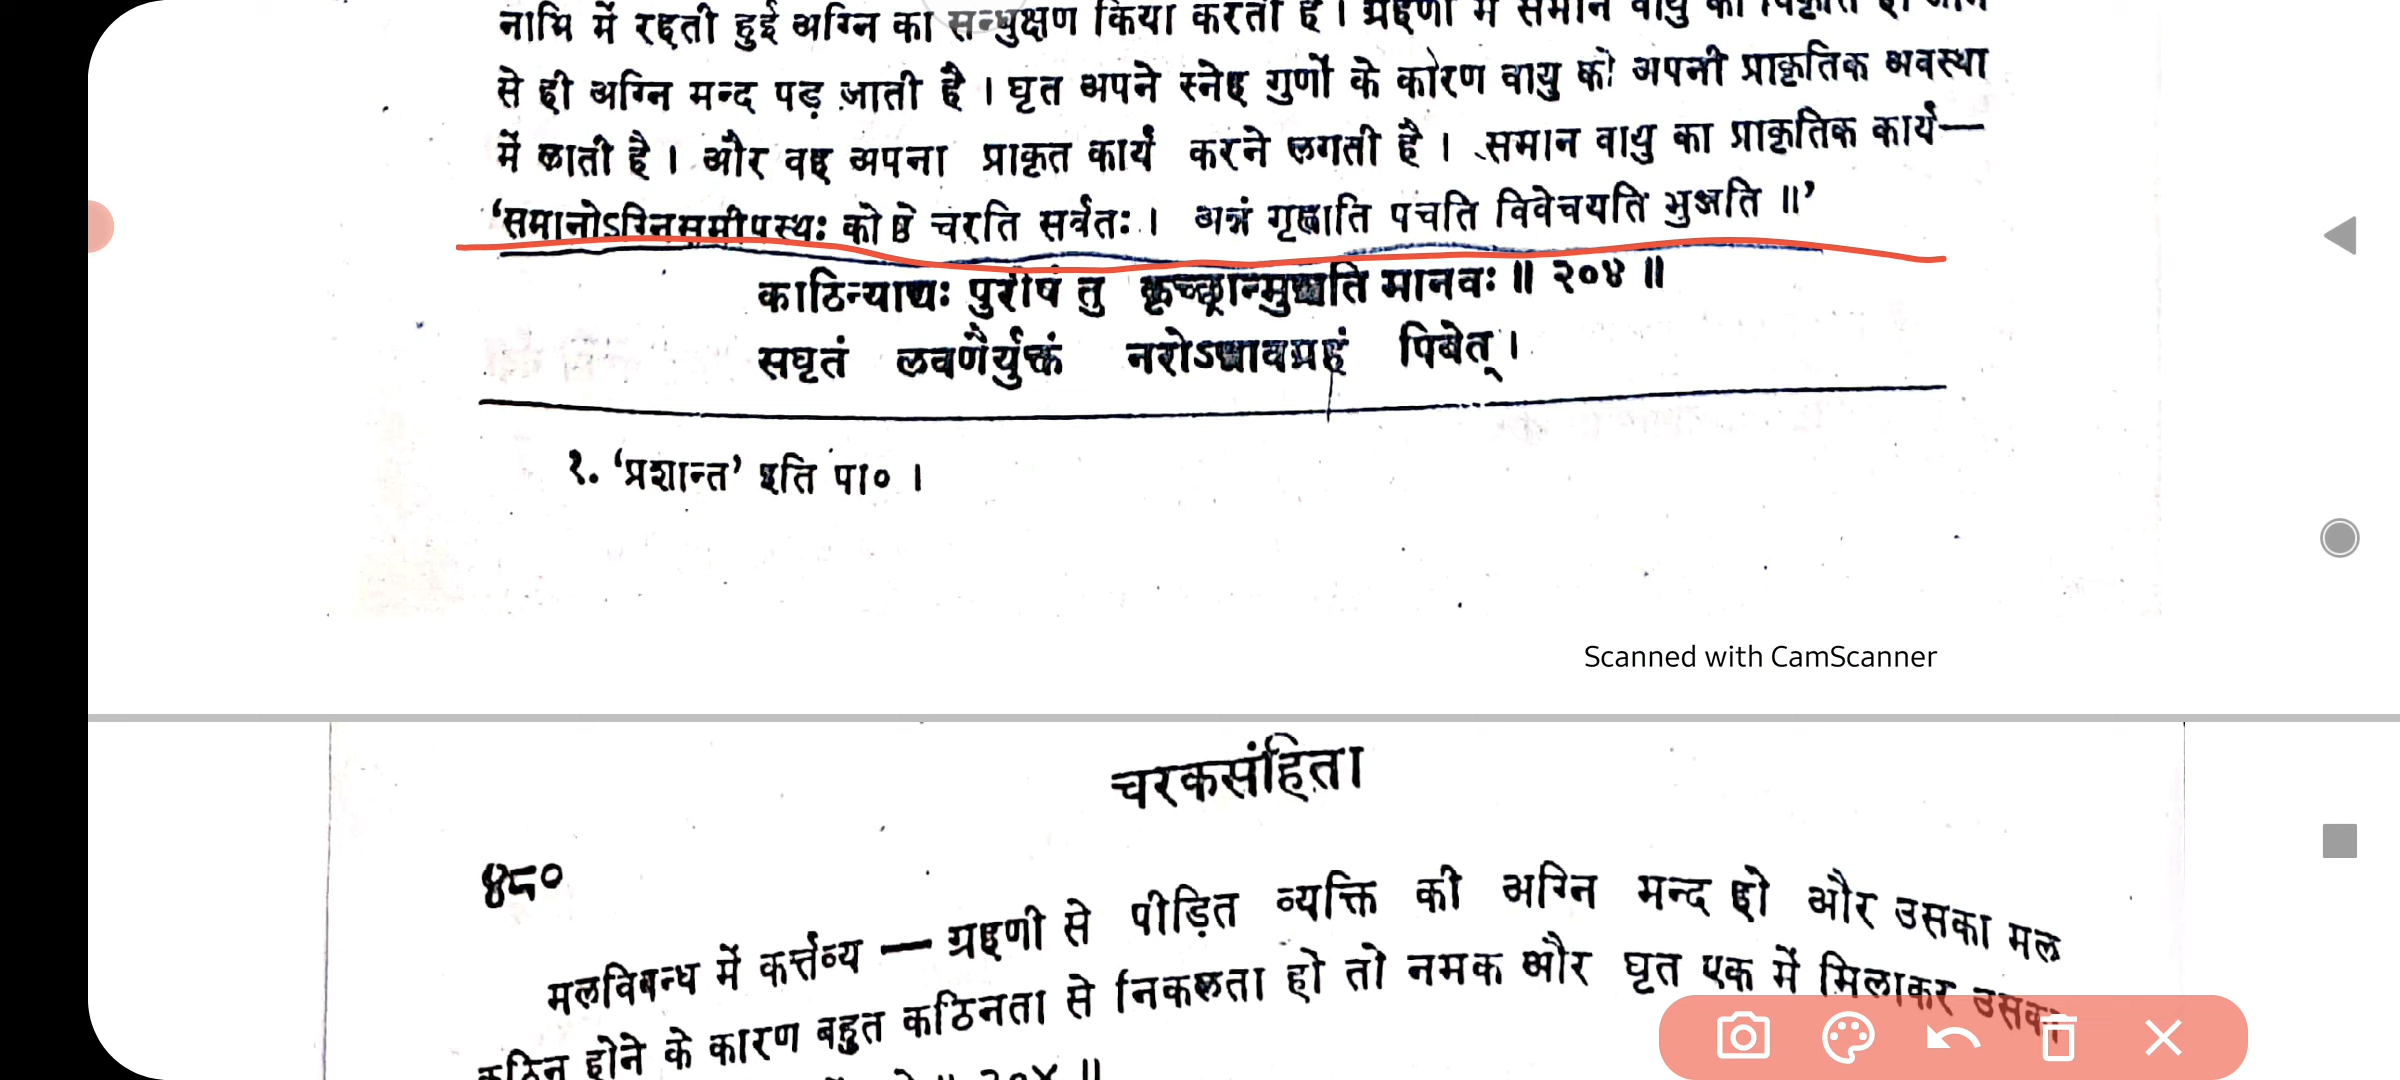 नाभि में रहती हुई अग्नि का सन्धुक्षण किया करती है । ग्रहणी में समान वायु की
से ही अग्नि मन्द पड़ जाती है । घृत अपने स्नेह गुणों के कारण वायु को अपनी प्राकृतिक अवस्था
में लाती है । और वह अपना प्राकृत कार्य करने लगती है । समान वायु का प्राकृतिक कार्य—
‘समानोऽग्निसमीपस्थः कोष्ठे चरति सर्वतः । अन्नं गृह्णाति पचति विवेचयति मुञ्चति ॥’
काठिन्याद्यः पुरीषं तु कृच्छ्रान्मुञ्चति मानवः ॥ २०४ ॥
सघृतं लवणैर्युक्तं नरोऽन्नावग्रहं पिबेत् ।
१. ‘प्रशान्त’ इति पा० ।
Scanned with CamScanner
चरकसंहिता
४८०
मलविबन्ध में कर्त्तव्य — ग्रहणी से पीड़ित व्यक्ति की अग्नि मन्द हो और उसका मल
कठिन होने के कारण बहुत कठिनता से निकलता हो तो नमक और घृत एक में मिलाकर उसका
॥ २०४ ॥